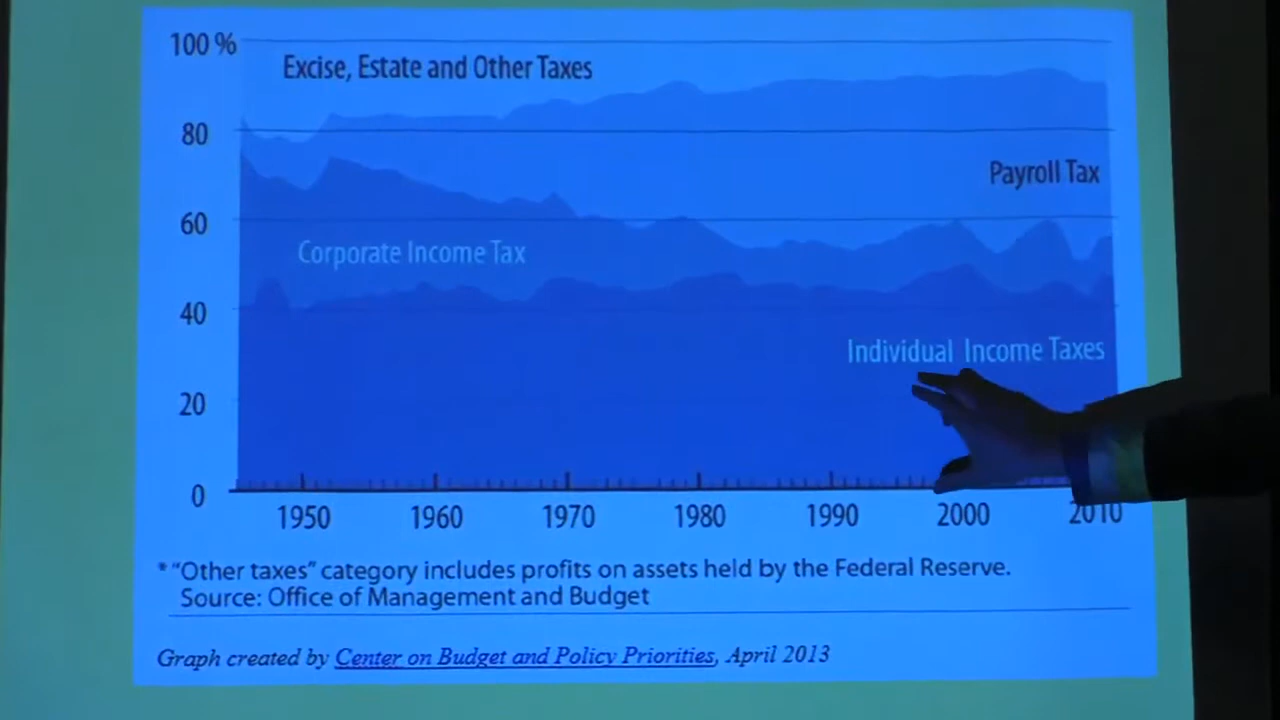 100 %
Excise, Estate and Other Taxes
80
Payroll Tax
60
Corporate Income Tax
40
Individual Income Taxes
20
0
1950 1960 1970 1980 1990 2000 2010
* “Other taxes” category includes profits on assets held by the Federal Reserve.
Source: Office of Management and Budget
Graph created by Center on Budget and Policy Priorities, April 2013